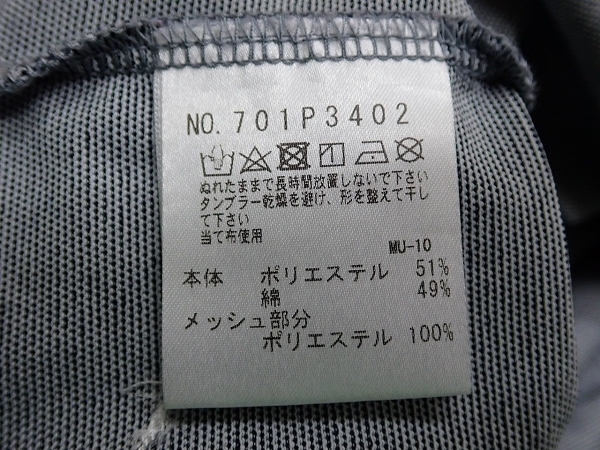 NO.701P3402
ぬれたままで長時間放置しないで下さい
タンブラー乾燥を避け、形を整えて干し
て下さい
当て布使用
MU-10
本体 ポリエステル 51%
綿 49%
メッシュ部分
ポリエステル 100%